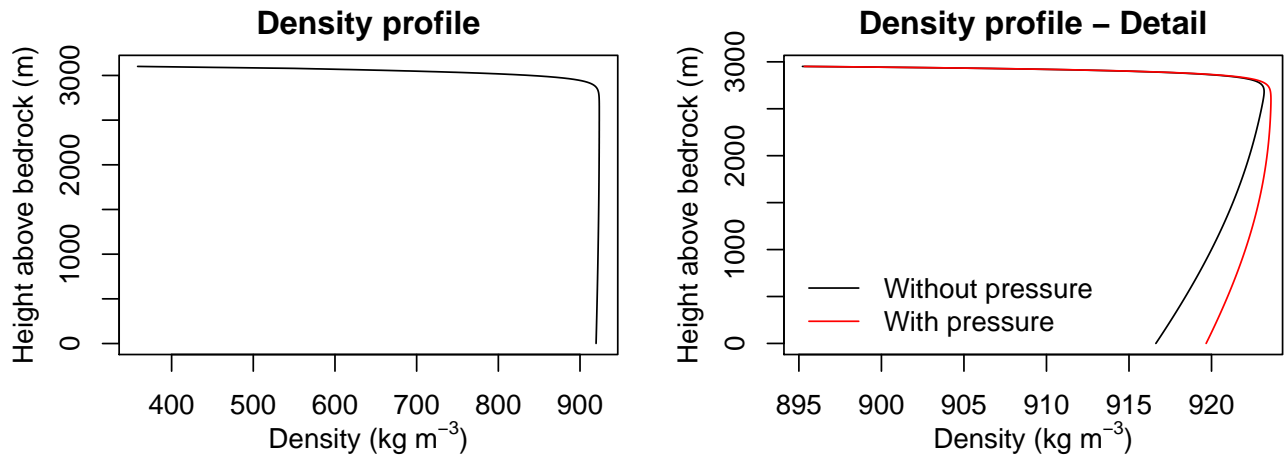 Density profile
Height above bedrock (m)
3000
2000
1000
0
400 500 600 700 800 900
Density (kg m−3)
Density profile − Detail
Height above bedrock (m)
3000
2000
1000
0
Without pressure
With pressure
895 900 905 910 915 920
Density (kg m−3)